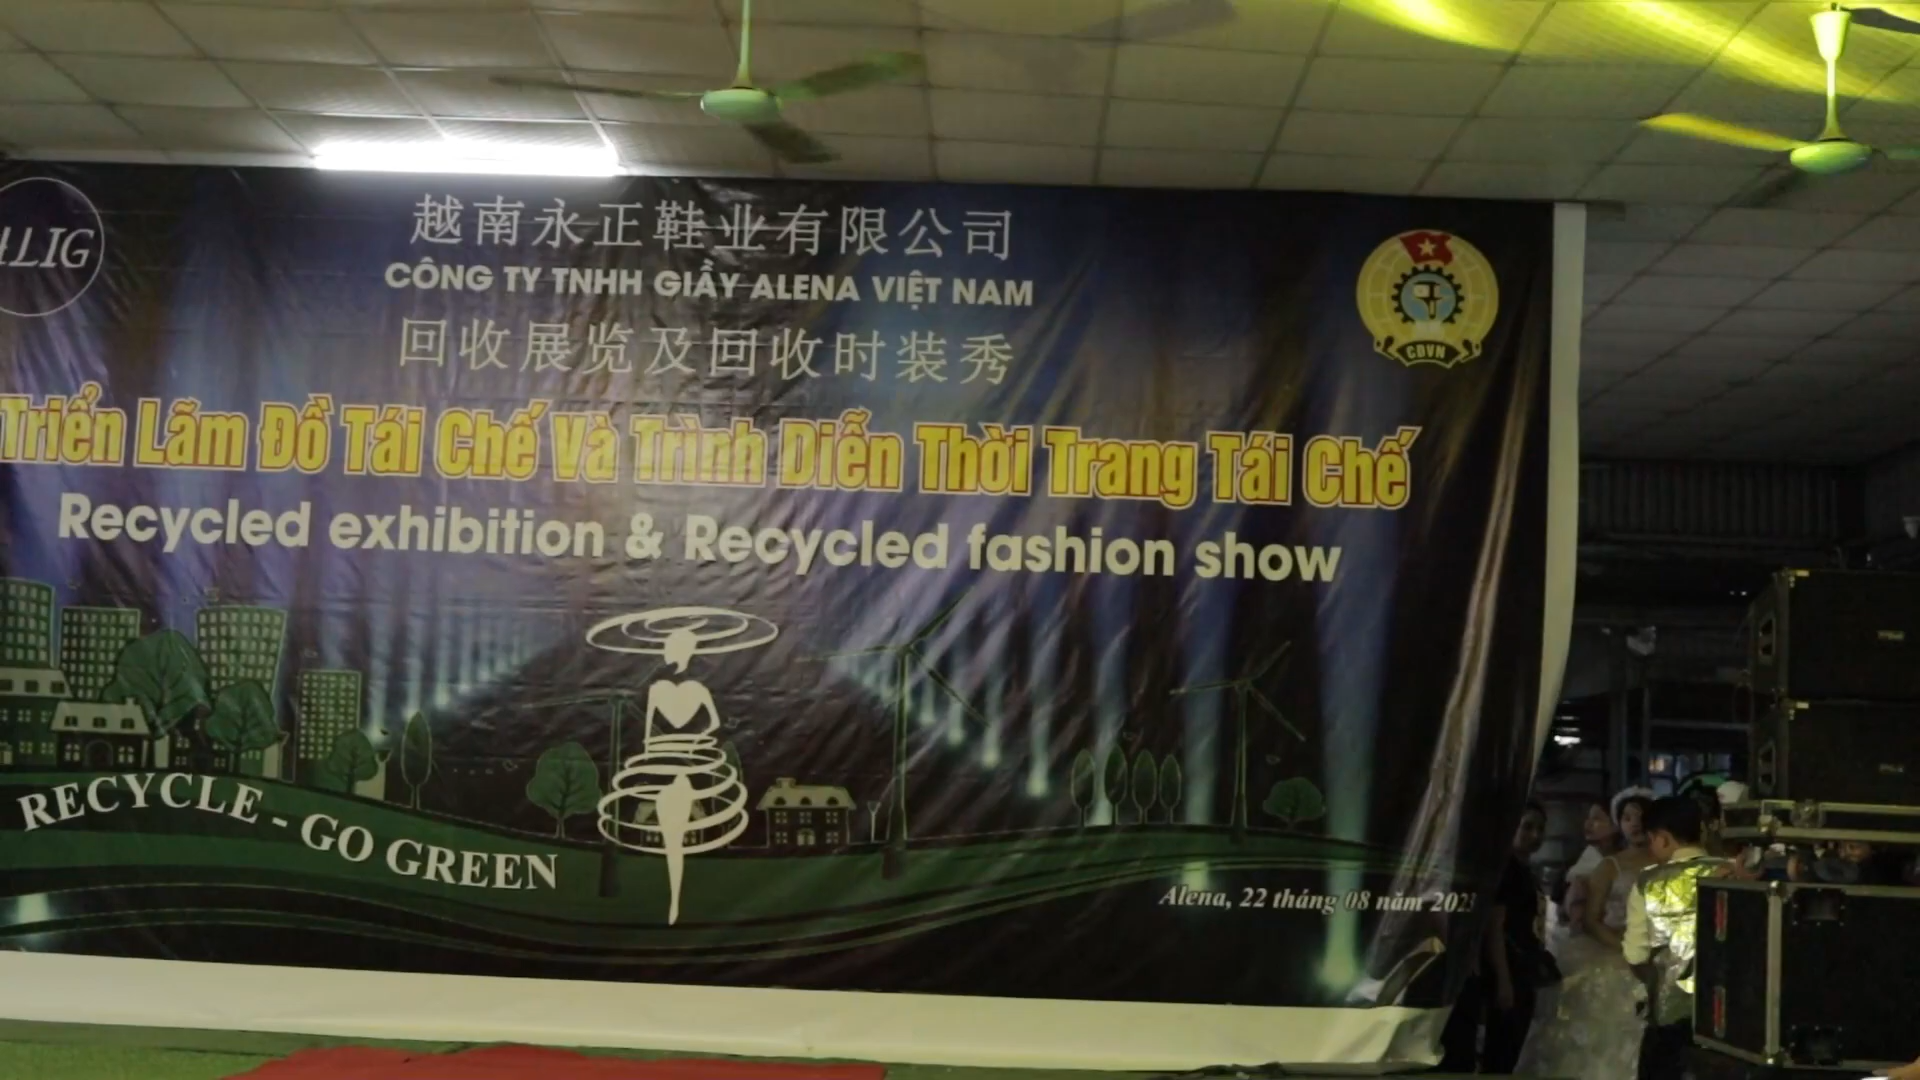 越南永正鞋业有限公司
CÔNG TY TNHH GIẦY ALENA VIỆT NAM
回收展览及回收时装秀
Triển Lãm Đồ Tái Chế Và Trình Diễn Thời Trang Tái Chế
Recycled exhibition & Recycled fashion show
CĐVN
RECYCLE - GO GREEN
Alena, 22 tháng 08 năm 2023